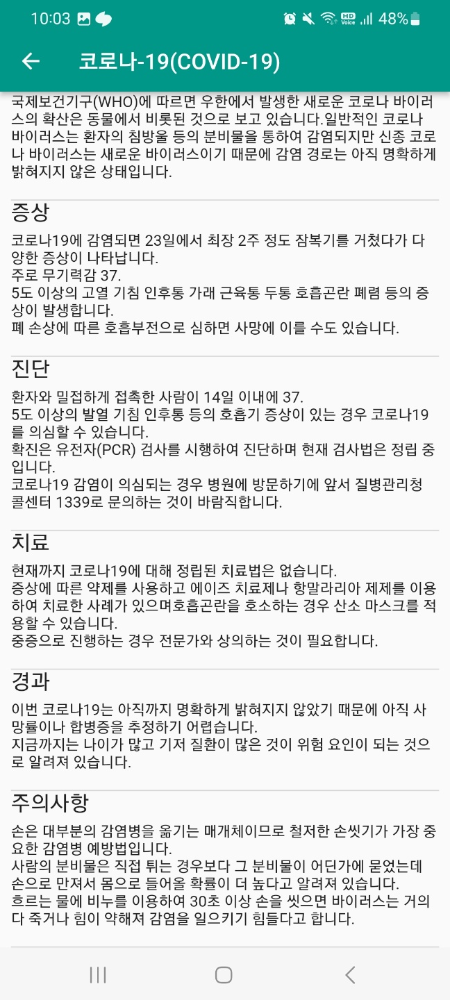 10:03
HD Voice 48%
코로나-19(COVID-19)
국제보건기구(WHO)에 따르면 우한에서 발생한 새로운 코로나 바이러
스의 확산은 동물에서 비롯된 것으로 보고 있습니다.일반적인 코로나
바이러스는 환자의 침방울 등의 분비물을 통하여 감염되지만 신종 코로
나 바이러스는 새로운 바이러스이기 때문에 감염 경로는 아직 명확하게
밝혀지지 않은 상태입니다.
증상
코로나19에 감염되면 23일에서 최장 2주 정도 잠복기를 거쳤다가 다
양한 증상이 나타납니다.
주로 무기력감 37.
5도 이상의 고열 기침 인후통 가래 근육통 두통 호흡곤란 폐렴 등의 증
상이 발생합니다.
폐 손상에 따른 호흡부전으로 심하면 사망에 이를 수도 있습니다.
진단
환자와 밀접하게 접촉한 사람이 14일 이내에 37.
5도 이상의 발열 기침 인후통 등의 호흡기 증상이 있는 경우 코로나19
를 의심할 수 있습니다.
확진은 유전자(PCR) 검사를 시행하여 진단하며 현재 검사법은 정립 중
입니다.
코로나19 감염이 의심되는 경우 병원에 방문하기에 앞서 질병관리청
콜센터 1339로 문의하는 것이 바람직합니다.
치료
현재까지 코로나19에 대해 정립된 치료법은 없습니다.
증상에 따른 약제를 사용하고 에이즈 치료제나 항말라리아 제제를 이용
하여 치료한 사례가 있으며호흡곤란을 호소하는 경우 산소 마스크를 적
용할 수 있습니다.
중증으로 진행하는 경우 전문가와 상의하는 것이 필요합니다.
경과
이번 코로나19는 아직까지 명확하게 밝혀지지 않았기 때문에 아직 사
망률이나 합병증을 추정하기 어렵습니다.
지금까지는 나이가 많고 기저 질환이 많은 것이 위험 요인이 되는 것으
로 알려져 있습니다.
주의사항
손은 대부분의 감염병을 옮기는 매개체이므로 철저한 손씻기가 가장 중
요한 감염병 예방법입니다.
사람의 분비물은 직접 튀는 경우보다 그 분비물이 어딘가에 묻었는데
손으로 만져서 몸으로 들어올 확률이 더 높다고 알려져 있습니다.
흐르는 물에 비누를 이용하여 30초 이상 손을 씻으면 바이러스는 거의
다 죽거나 힘이 약해져 감염을 일으키기 힘들다고 합니다.